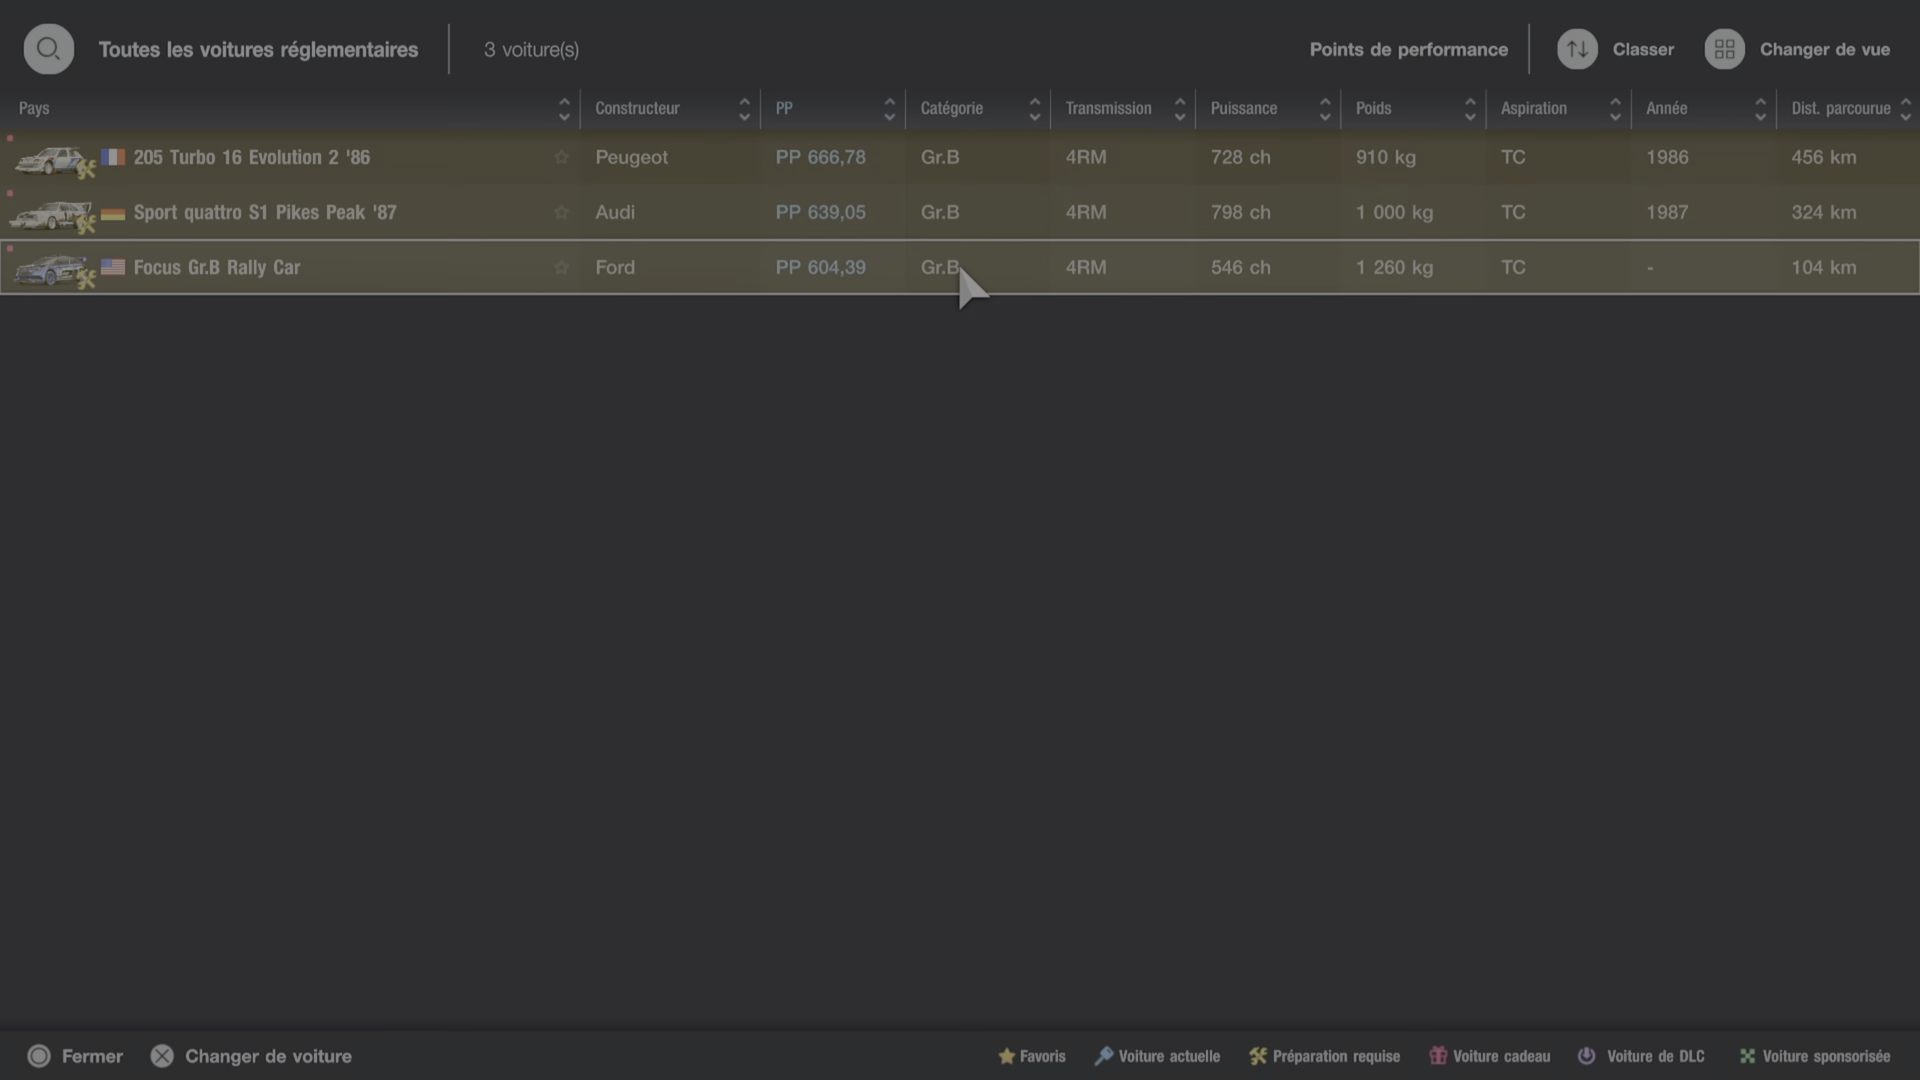 Toutes les voitures réglementaires 3 voiture(s) Points de performance Classer Changer de vue
Pays Constructeur PP Catégorie Transmission Puissance Poids Aspiration Année Dist. parcourue
205 Turbo 16 Evolution 2 '86 Peugeot PP 666,78 Gr.B 4RM 728 ch 910 kg TC 1986 456 km
Sport quattro S1 Pikes Peak '87 Audi PP 639,05 Gr.B 4RM 798 ch 1 000 kg TC 1987 324 km
Focus Gr.B Rally Car Ford PP 604,39 Gr.B 4RM 546 ch 1 260 kg TC - 104 km
Fermer Changer de voiture Favoris Voiture actuelle Préparation requise Voiture cadeau Voiture de DLC Voiture sponsorisée